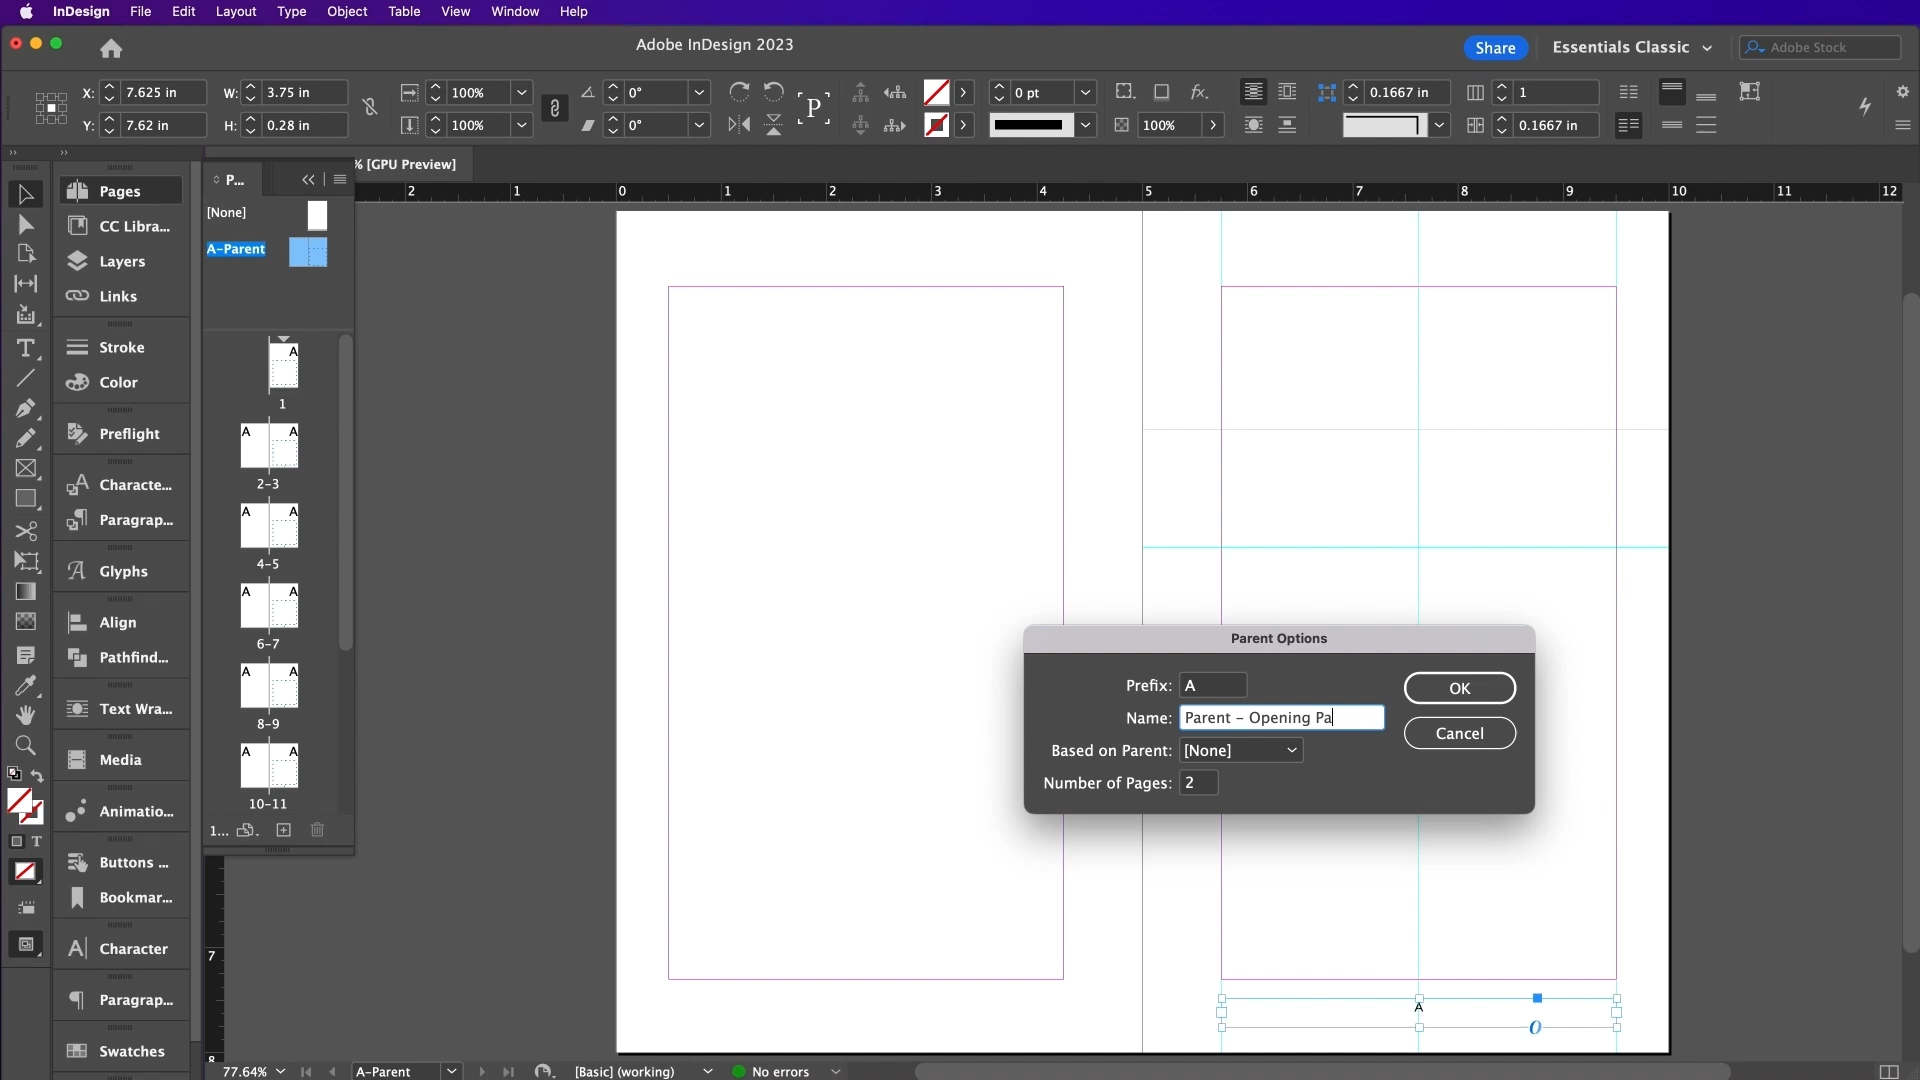 InDesign File Edit Layout Type Object Table View Window Help
Adobe InDesign 2023
Share
Essentials Classic
Adobe Stock
X: 7.625 in W: 3.75 in 100% 0° 0 pt 0.1667 in 1
Y: 7.62 in H: 0.28 in 100% 0° 100% 0.1667 in
P
fx.
% [GPU Preview]
P...
2 1 0 1 2 3 4 5 6 7 8 9 10 11 12
[None]
A-Parent
Pages
CC Libra...
Layers
Links
Stroke
Color
Preflight
Characte...
Paragrap...
Glyphs
Align
Pathfind...
Text Wra...
Media
Animatio...
Buttons ...
Bookmar...
Character
Paragrap...
Swatches
A
1
A A
2-3
A A
4-5
A A
6-7
A A
8-9
A A
10-11
1...
Parent Options
Prefix: A
OK
Name: Parent – Opening Pa
Cancel
Based on Parent: [None]
Number of Pages: 2
7
8
A
77.64% A-Parent [Basic] (working) No errors